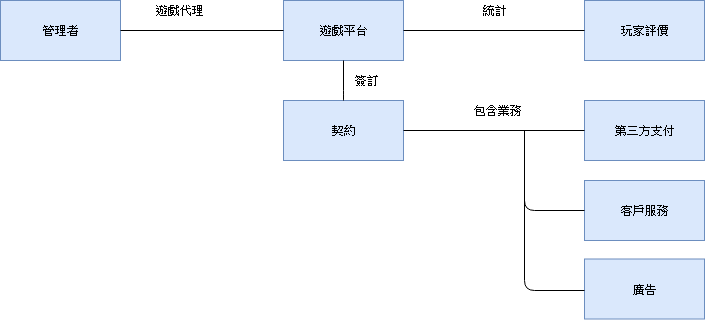 遊戲代理
統計
管理者
遊戲平台
玩家評價
簽訂
包含業務
契約
第三方支付
客戶服務
廣告